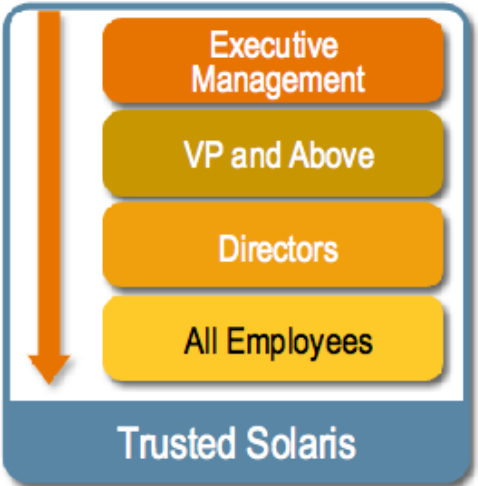 Executive
Management
VP and Above
Directors
All Employees
Trusted Solaris